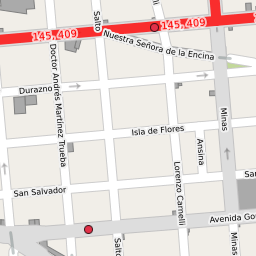 145.409
145.409
Salto
Nuestra Señora de la Encina
Doctor Andrés Martínez Trueba
Durazno
Minas
Isla de Flores
Ansina
Lorenzo Carnelli
San Salvador
San
Avenida Go
Salto
Minas